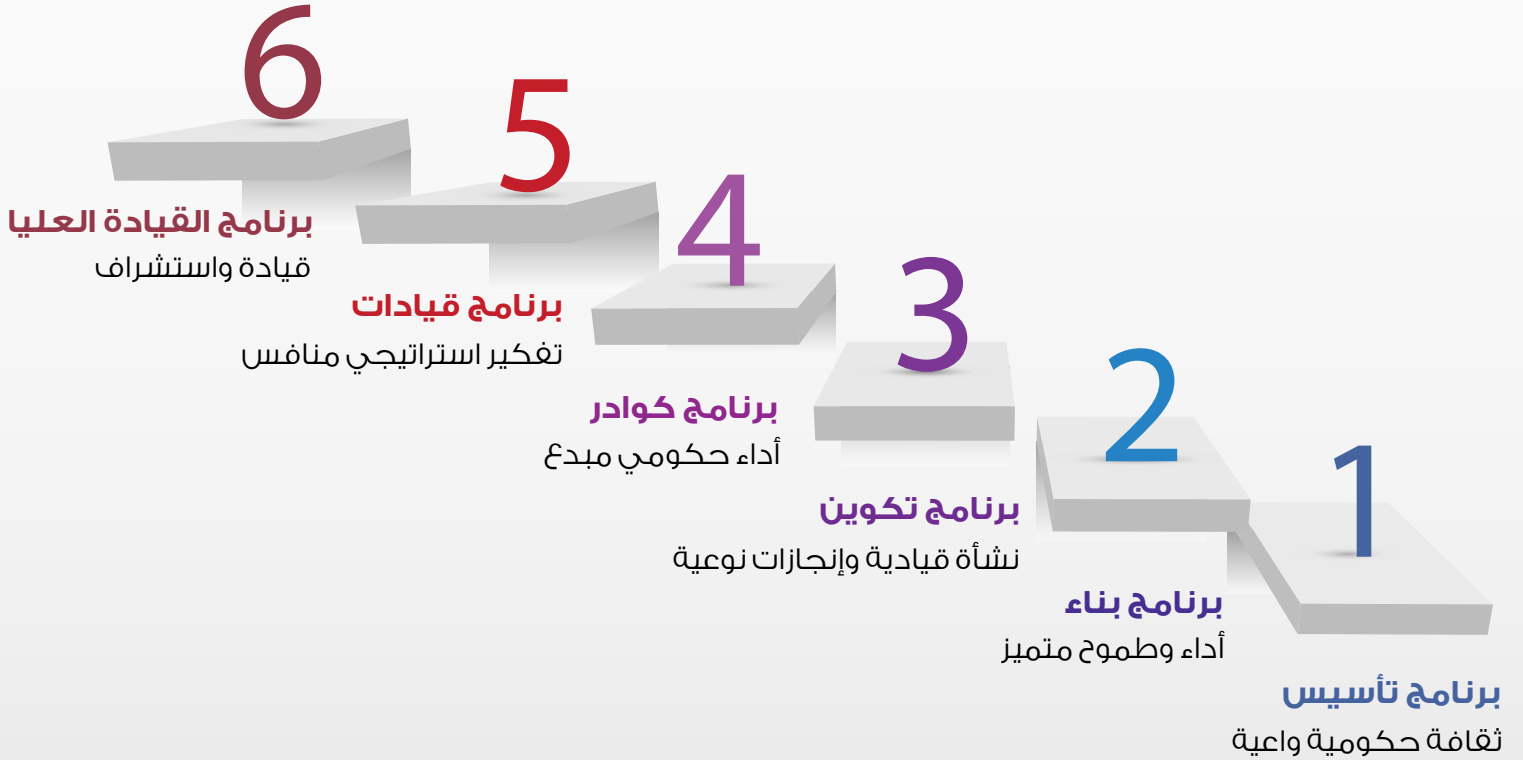 1
برنامج تأسيس
ثقافة حكومية واعية
2
برنامج بناء
أداء وطموح متميز
3
برنامج تكوين
نشأة قيادية وإنجازات نوعية
4
برنامج كوادر
أداء حكومي مبدع
5
برنامج قيادات
تفكير استراتيجي منافس
6
برنامج القيادة العليا
قيادة واستشراف